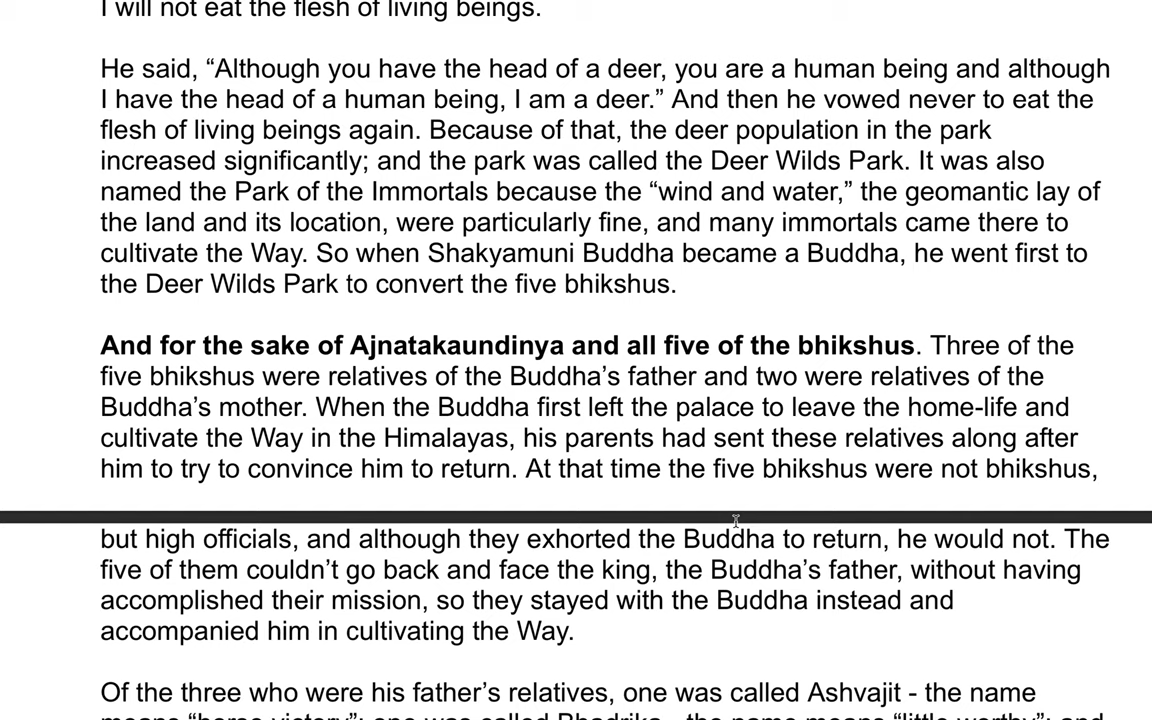 I will not eat the flesh of living beings.
He said, “Although you have the head of a deer, you are a human being and although
I have the head of a human being, I am a deer.” And then he vowed never to eat the
flesh of living beings again. Because of that, the deer population in the park
increased significantly; and the park was called the Deer Wilds Park. It was also
named the Park of the Immortals because the “wind and water,” the geomantic lay of
the land and its location, were particularly fine, and many immortals came there to
cultivate the Way. So when Shakyamuni Buddha became a Buddha, he went first to
the Deer Wilds Park to convert the five bhikshus.
And for the sake of Ajnatakaundinya and all five of the bhikshus. Three of the
five bhikshus were relatives of the Buddha’s father and two were relatives of the
Buddha’s mother. When the Buddha first left the palace to leave the home-life and
cultivate the Way in the Himalayas, his parents had sent these relatives along after
him to try to convince him to return. At that time the five bhikshus were not bhikshus,
but high officials, and although they exhorted the Buddha to return, he would not. The
five of them couldn’t go back and face the king, the Buddha’s father, without having
accomplished their mission, so they stayed with the Buddha instead and
accompanied him in cultivating the Way.
Of the three who were his father’s relatives, one was called Ashvajit - the name
means “horse victory”; one was called Bhadrika - the name means “little worthy”; and